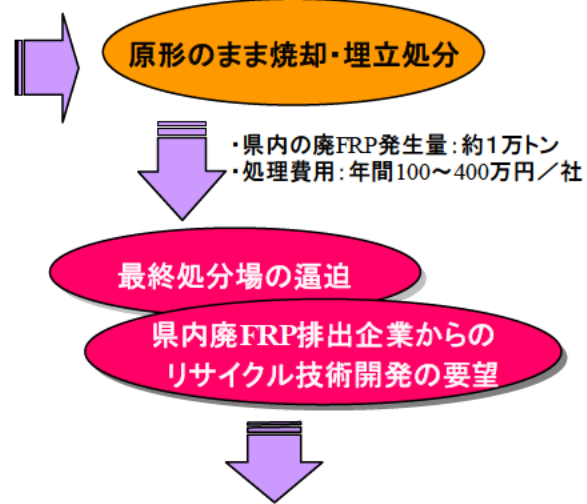 原形のまま焼却・埋立処分
・県内の廃FRP発生量：約１万トン
・処理費用：年間100～400万円／社
最終処分場の逼迫
県内廃FRP排出企業からの
リサイクル技術開発の要望